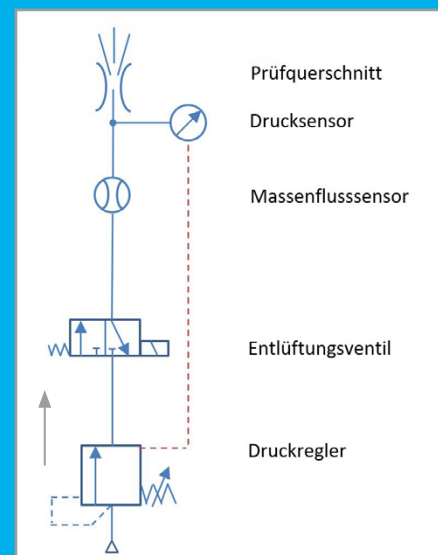 Prüfquerschnitt
Drucksensor
Massenflusssensor
Entlüftungsventil
Druckregler